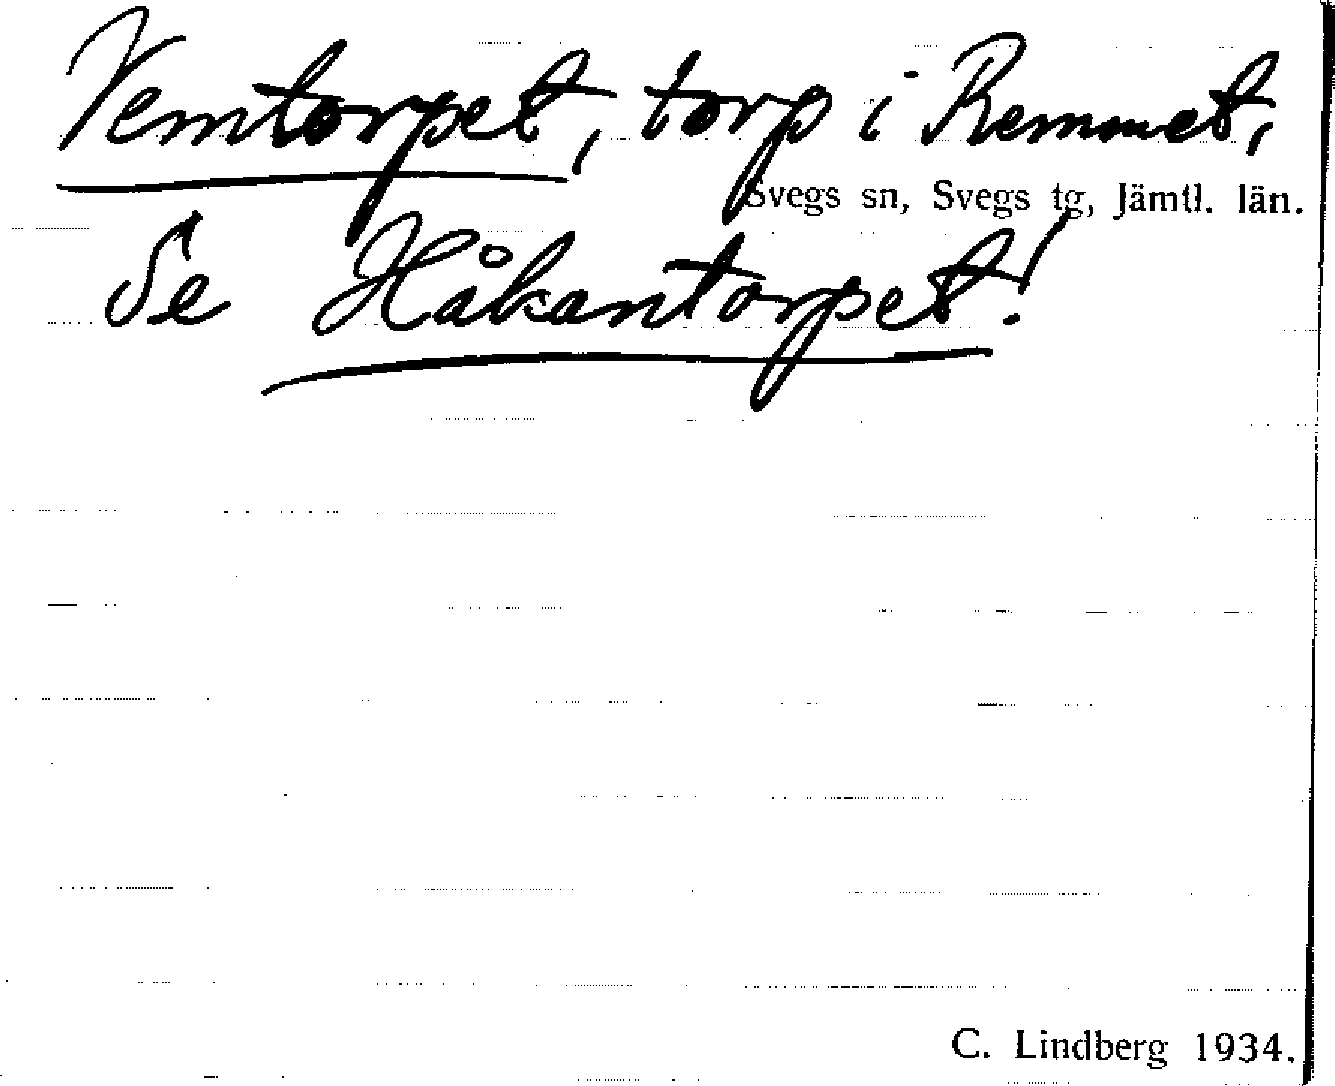 Vemtorpet, torp i Remmet,
Svegs sn, Svegs tg, Jämtl. län.
Se Håkantorpet!
C. Lindberg 1934.